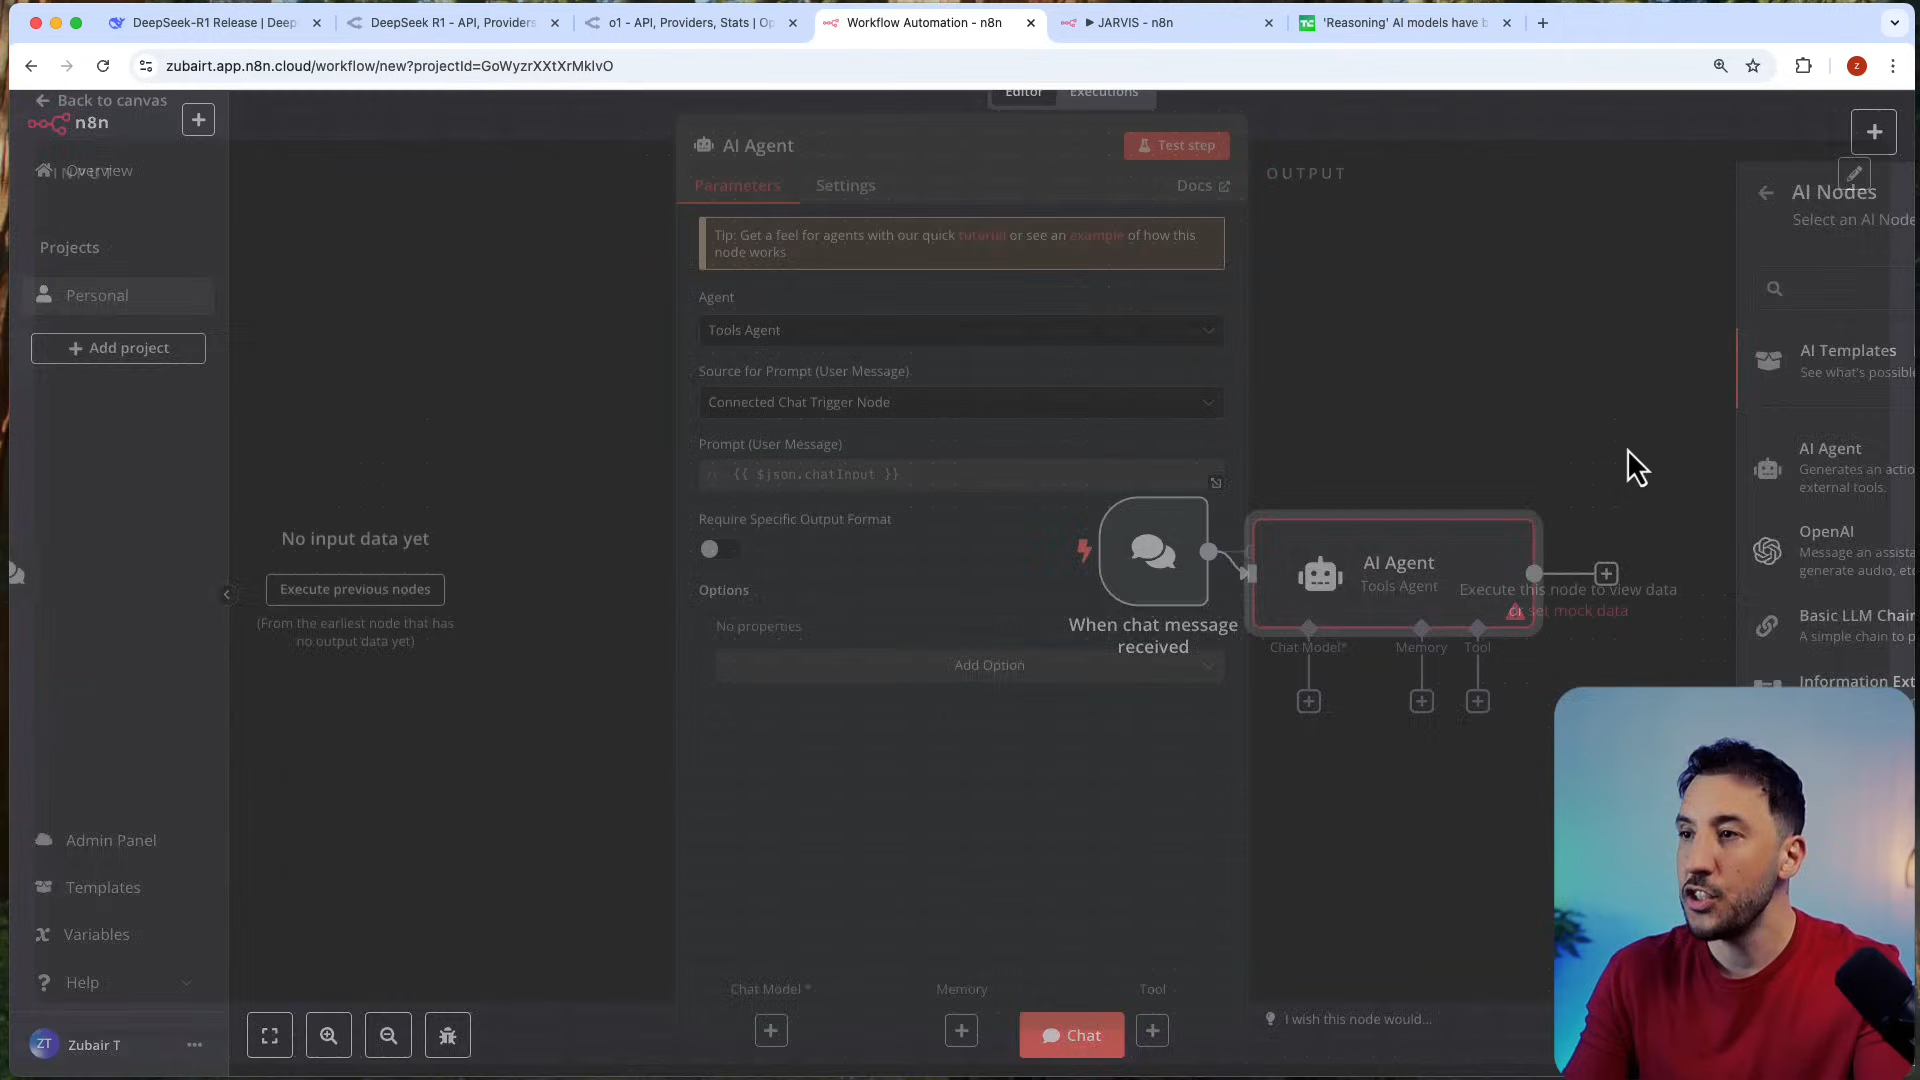 DeepSeek-R1 Release | Deep
DeepSeek R1 - API, Providers
o1 - API, Providers, Stats | Op
Workflow Automation - n8n
▶ JARVIS - n8n
'Reasoning' AI models have b
zubairt.app.n8n.cloud/workflow/new?projectId=GoWyzrXXtXrMklvO
z
Back to canvas
n8n
Editor
Executions
Overview
INPUT
Projects
Personal
Add project
AI Agent
Test step
Parameters
Settings
Docs
Tip: Get a feel for agents with our quick tutorial or see an example of how this
node works
Agent
Tools Agent
Source for Prompt (User Message)
Connected Chat Trigger Node
Prompt (User Message)
{{ $json.chatInput }}
Require Specific Output Format
Options
No properties
Add Option
No input data yet
Execute previous nodes
(From the earliest node that has
no output data yet)
OUTPUT
When chat message
received
AI Agent
Tools Agent
Execute this node to view data
or set mock data
Chat Model*
Memory
Tool
AI Nodes
Select an AI Node
AI Templates
See what's possible
AI Agent
Generates an actio
external tools.
OpenAI
Message an assista
generate audio, etc
Basic LLM Chain
A simple chain to p
Information Ext
Admin Panel
Templates
Variables
Help
ZT
Zubair T
Chat Model *
Memory
Tool
Chat
I wish this node would...